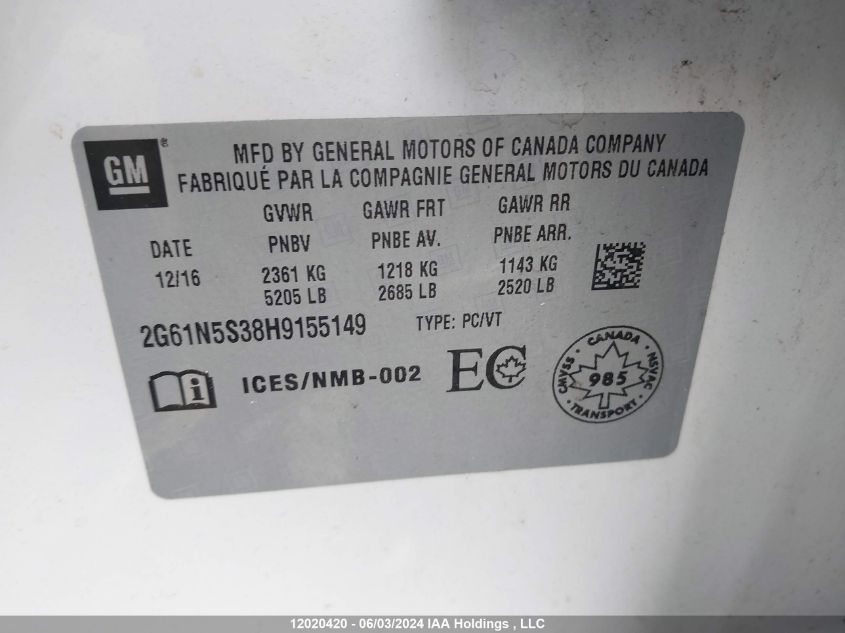 GM®
MFD BY GENERAL MOTORS OF CANADA COMPANY
FABRIQUÉ PAR LA COMPAGNIE GENERAL MOTORS DU CANADA
GVWR GAWR FRT GAWR RR
DATE PNBV PNBE AV. PNBE ARR.
12/16 2361 KG 1218 KG 1143 KG
5205 LB 2685 LB 2520 LB
2G61N5S38H9155149 TYPE: PC/VT
i ICES/NMB-002 EC
CANADA
CMVSS 985 NSVAC
TRANSPORT
12020420 - 06/03/2024 IAA Holdings , LLC